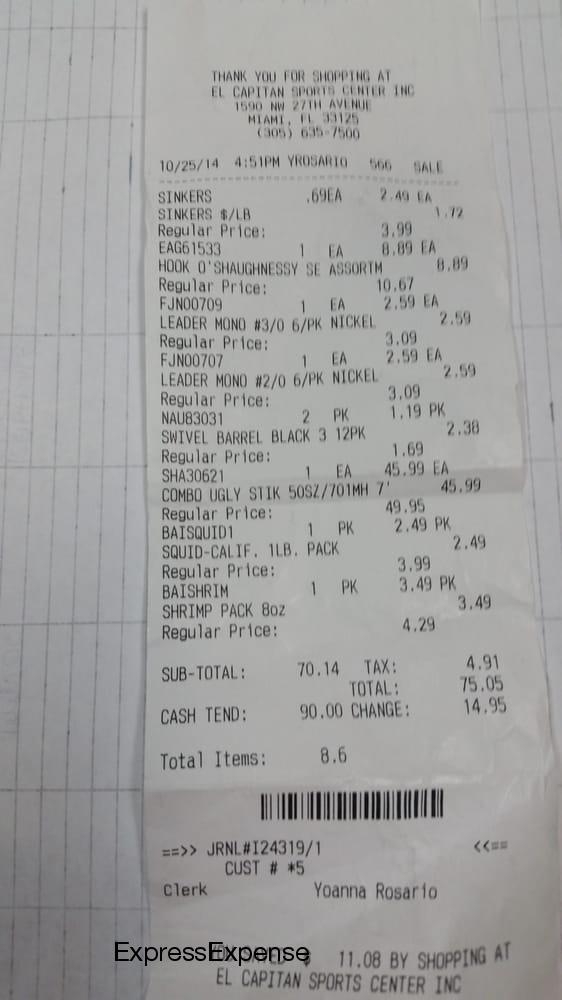 THANK YOU FOR SHOPPING AT
EL CAPITAN SPORTS CENTER INC
1590 NW 27TH AVENUE
MIAMI, FL 33125
(305) 635-7500
10/25/14 4:51PM YROSARIO 566 SALE
SINKERS .69EA 2.49 EA
SINKERS $/LB 1.72
Regular Price: 3.99
EAG61533 1 EA 8.89 EA
HOOK O'SHAUGHNESSY SE ASSORTM 8.89
Regular Price: 10.67
FJN00709 1 EA 2.59 EA
LEADER MONO #3/0 6/PK NICKEL 2.59
Regular Price: 3.09
FJN00707 1 EA 2.59 EA
LEADER MONO #2/0 6/PK NICKEL 2.59
Regular Price: 3.09
NAU83031 2 PK 1.19 PK
SWIVEL BARREL BLACK 3 12PK 2.38
Regular Price: 1.69
SHA30621 1 EA 45.99 EA
COMBO UGLY STIK 50SZ/701MH 7' 45.99
Regular Price: 49.95
BAISQUID1 1 PK 2.49 PK
SQUID-CALIF. 1LB. PACK 2.49
Regular Price: 3.99
BAISHRIM 1 PK 3.49 PK
SHRIMP PACK 8oz 3.49
Regular Price: 4.29
SUB-TOTAL: 70.14 TAX: 4.91
TOTAL: 75.05
CASH TEND: 90.00 CHANGE: 14.95
Total Items: 8.6
==>> JRNL#I24319/1 <<==
CUST # *5
Clerk Yoanna Rosario
ExpressExpense
11.08 BY SHOPPING AT
EL CAPITAN SPORTS CENTER INC